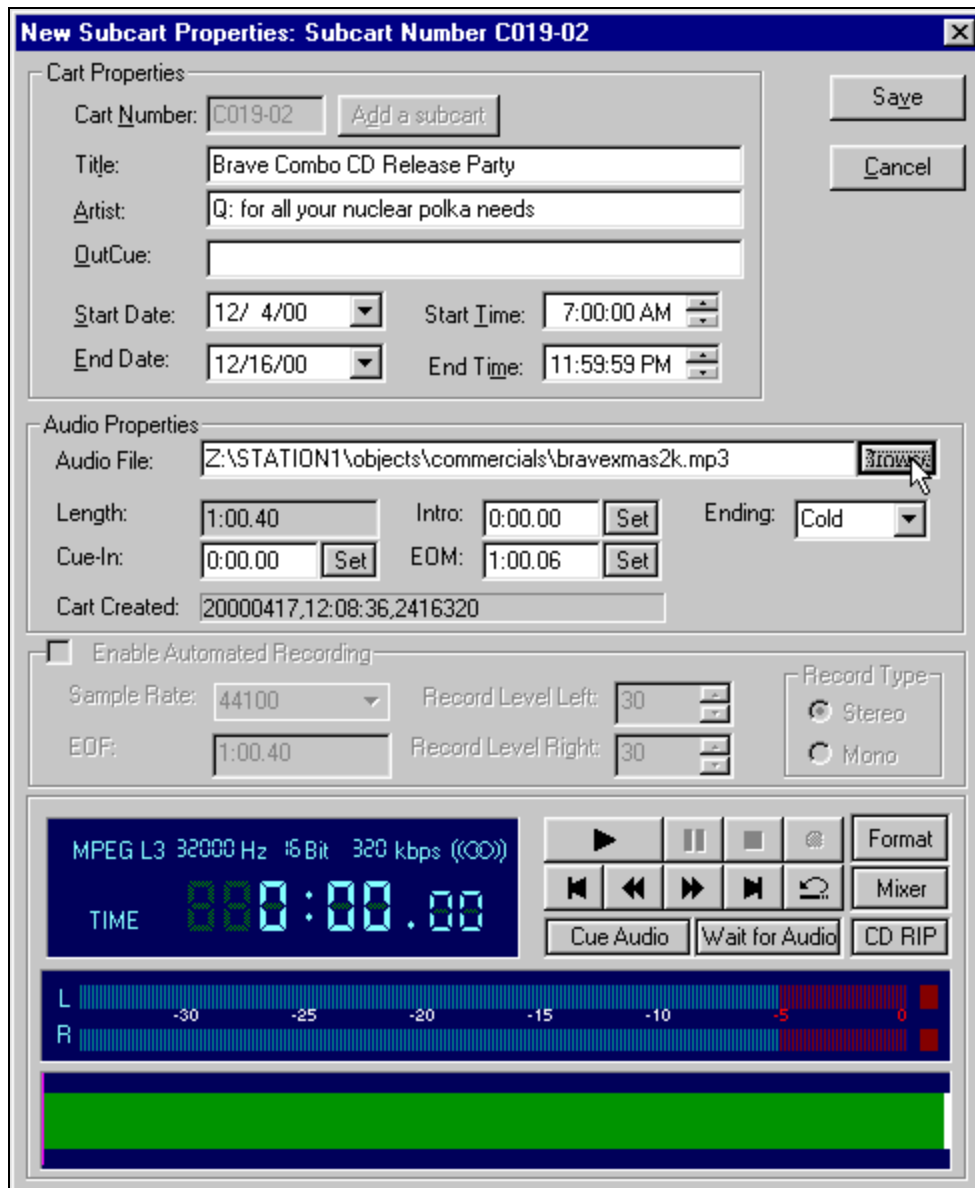 New Subcart Properties: Subcart Number C019-02
Cart Properties
Cart Number: C019-02 Add a subcart
Save
Title: Brave Combo CD Release Party
Cancel
Artist: Q: for all your nuclear polka needs
OutCue:
Start Date: 12/ 4/00 Start Time: 7:00:00 AM
End Date: 12/16/00 End Time: 11:59:59 PM
Audio Properties
Audio File: Z:\STATION1\objects\commercials\bravexmas2k.mp3 Browse
Length: 1:00.40 Intro: 0:00.00 Set Ending: Cold
Cue-In: 0:00.00 Set EOM: 1:00.06 Set
Cart Created: 20000417,12:08:36,2416320
Enable Automated Recording
Sample Rate: 44100 Record Level Left: 30
EOF: 1:00.40 Record Level Right: 30
Record Type
Stereo
Mono
MPEG L3 32000 Hz 16 Bit 320 kbps
TIME 0:00.00
Format
Mixer
Cue Audio Wait for Audio CD RIP
L
-30 -25 -20 -15 -10 -5 0
R